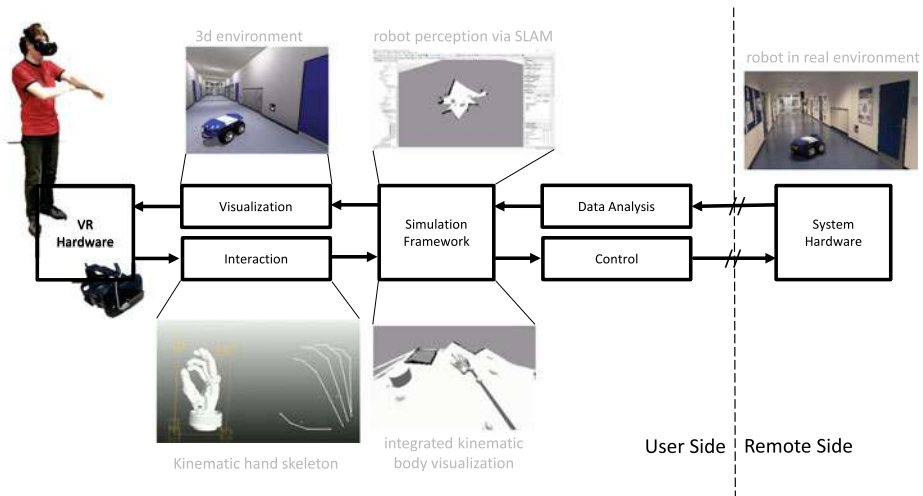 3d environment
robot perception via SLAM
robot in real environment
VR
Hardware
Visualization
Interaction
Simulation
Framework
Data Analysis
Control
System
Hardware
Kinematic hand skeleton
integrated kinematic
body visualization
User Side
Remote Side